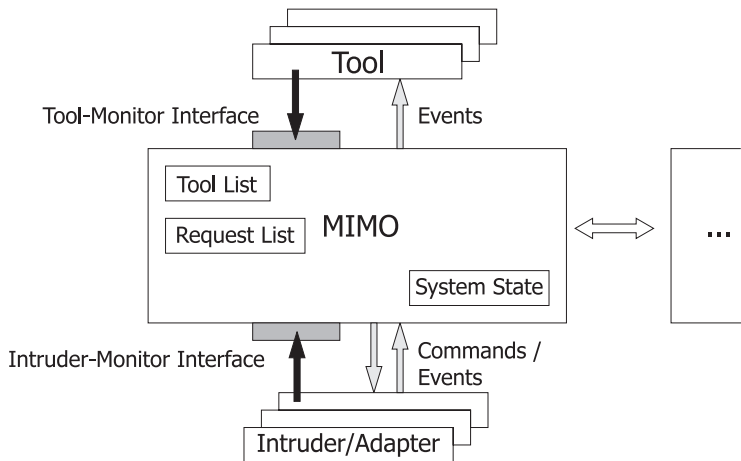 Tool
Tool-Monitor Interface
Events
Tool List
Request List
MIMO
...
System State
Intruder-Monitor Interface
Commands /
Events
Intruder/Adapter